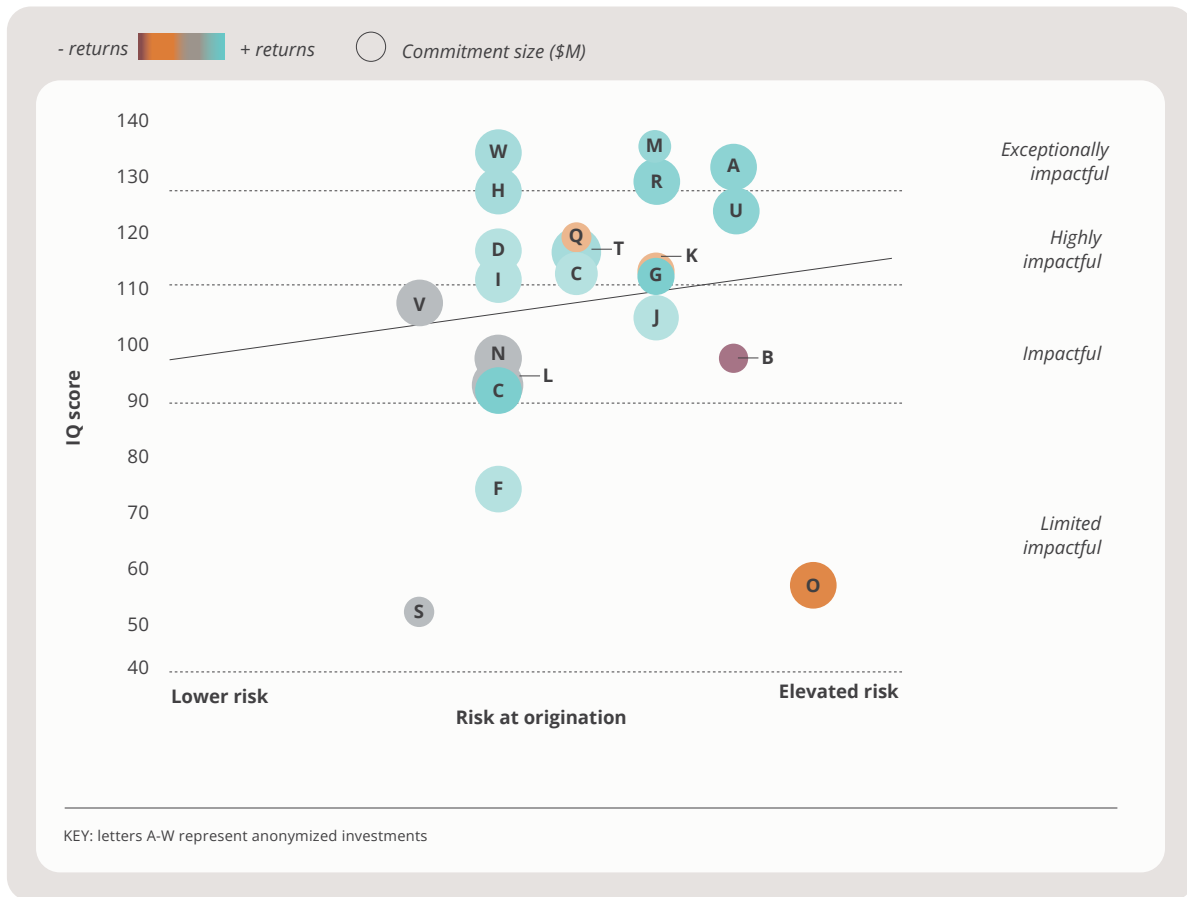 - returns
+ returns
Commitment size ($M)
140
130
120
110
100
90
80
70
60
50
40
IQ score
W
H
D
I
V
N
L
C
F
S
Q
T
C
M
R
K
G
J
A
U
B
O
Exceptionally
impactful
Highly
impactful
Impactful
Limited
impactful
Lower risk
Elevated risk
Risk at origination
KEY: letters A-W represent anonymized investments